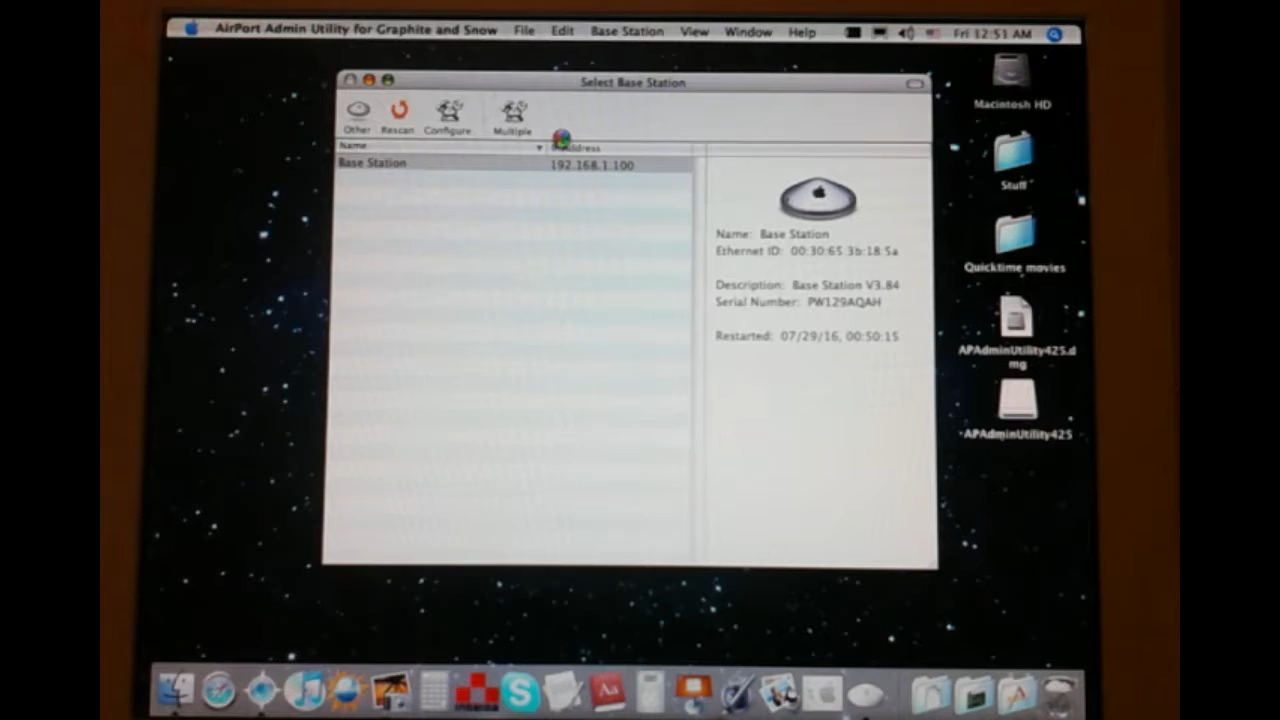 AirPort Admin Utility for Graphite and Snow File Edit Base Station View Window Help Fri 12:51 AM
Select Base Station
Other Rescan Configure Multiple
Name
Base Station 192.168.1.100
Name: Base Station
Ethernet ID: 00:30:65:3b:18:5a
Description: Base Station V3.84
Serial Number: PW129AQAH
Restarted: 07/29/16, 00:50:15
Macintosh HD
Stuff
Quicktime movies
APAdminUtility425.d
mg
APAdminUtility425